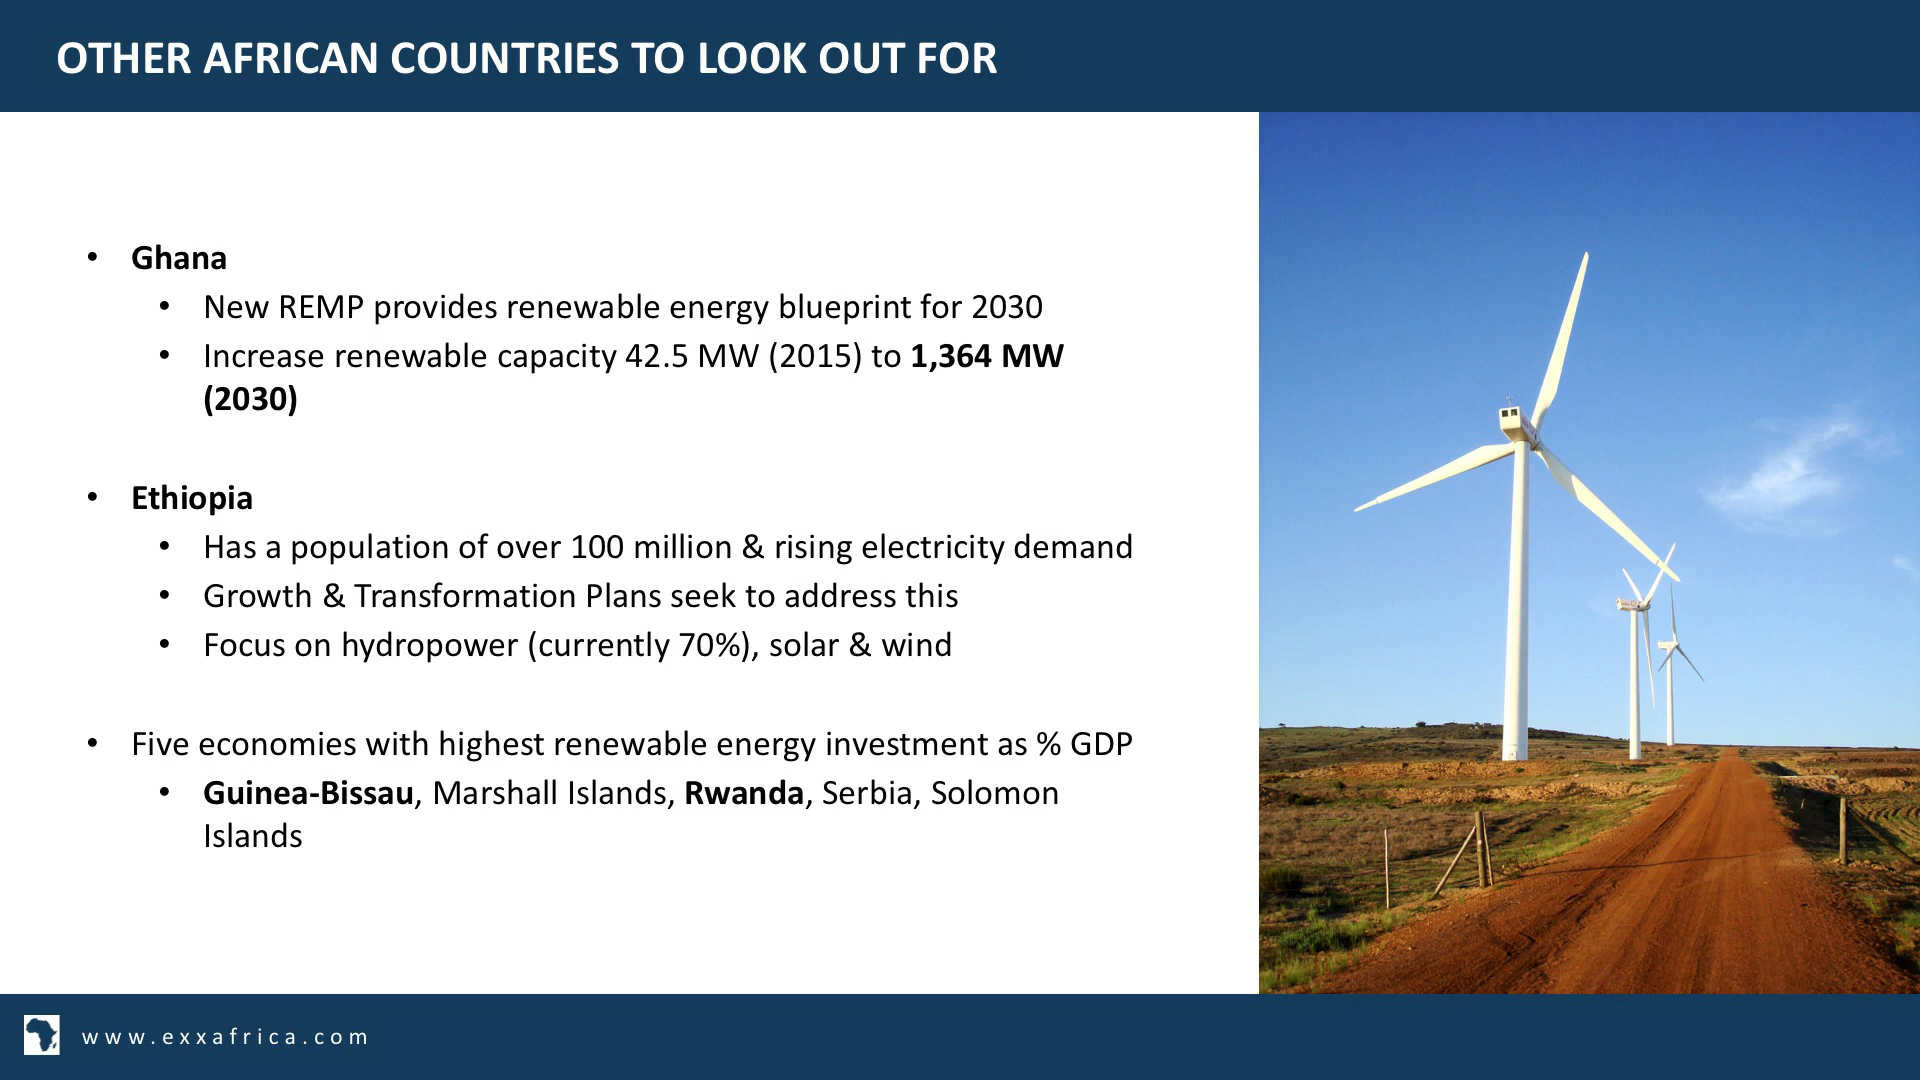 OTHER AFRICAN COUNTRIES TO LOOK OUT FOR
• Ghana
• New REMP provides renewable energy blueprint for 2030
• Increase renewable capacity 42.5 MW (2015) to 1,364 MW
(2030)
• Ethiopia
• Has a population of over 100 million & rising electricity demand
• Growth & Transformation Plans seek to address this
• Focus on hydropower (currently 70%), solar & wind
• Five economies with highest renewable energy investment as % GDP
• Guinea-Bissau, Marshall Islands, Rwanda, Serbia, Solomon
Islands
www.exxafrica.com